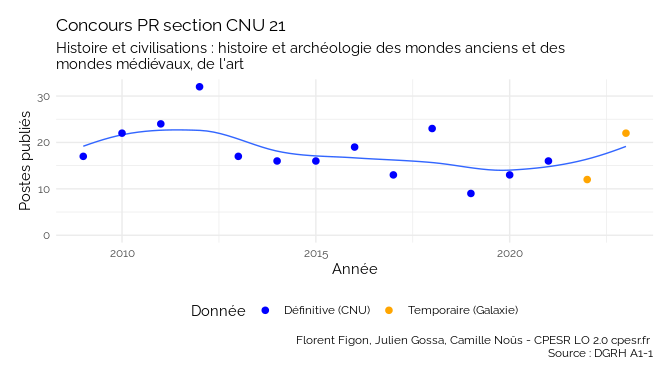 Concours PR section CNU 21
Histoire et civilisations : histoire et archéologie des mondes anciens et des
mondes médiévaux, de l'art
Postes publiés
30
20
10
0
2010
2015
2020
Année
Donnée
Définitive (CNU)
Temporaire (Galaxie)
Florent Figon, Julien Gossa, Camille Noûs - CPESR LO 2.0 cpesr.fr
Source : DGRH A1-1